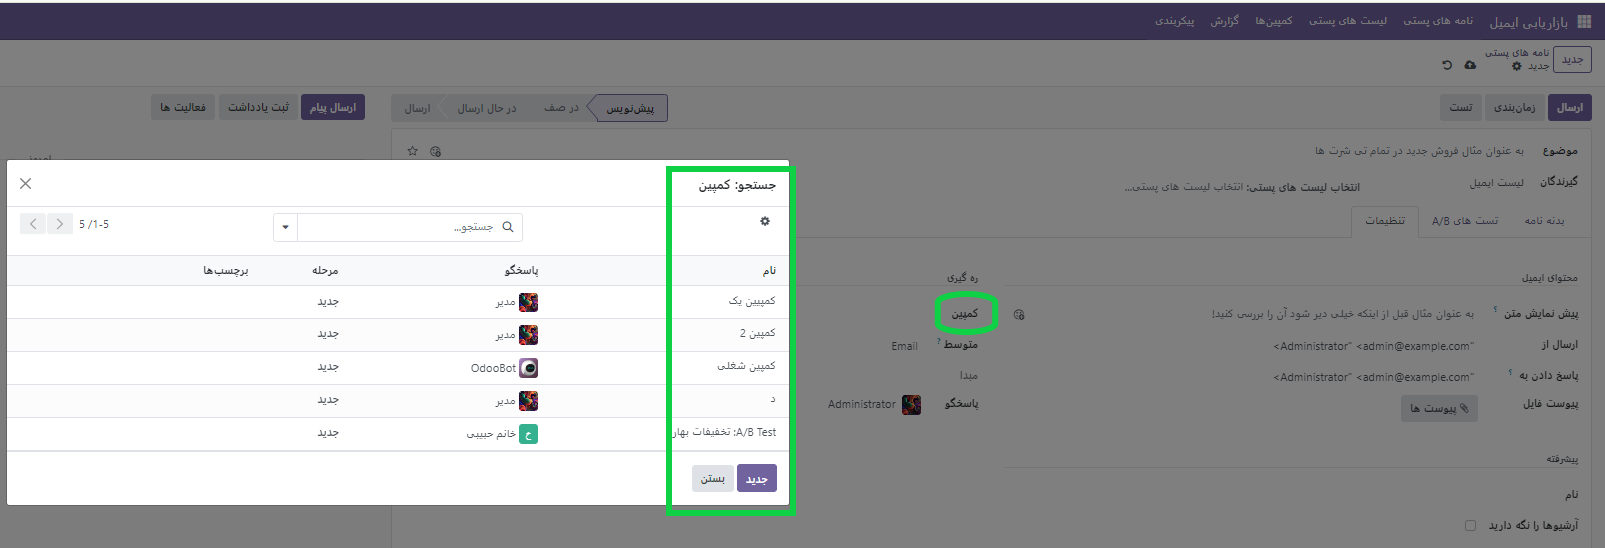 بازاریابی ایمیل نامه های پستی لیست های پستی کمپین‌ها گزارش پیکربندی
جدید نامه های پستی
جدید
ارسال زمان‌بندی تست پیش‌نویس در صف در حال ارسال ارسال ارسال پیام ثبت یادداشت فعالیت ها
موضوع به عنوان مثال فروش جدید در تمام تی شرت ها
گیرندگان لیست ایمیل انتخاب لیست های پستی: انتخاب لیست های پستی...
بدنه نامه تست های A/B تنظیمات
محتوای ایمیل ره گیری
پیش نمایش متن ? به عنوان مثال قبل از اینکه خیلی دیر شود آن را بررسی کنید! کمپین
ارسال از "Administrator" <admin@example.com> متوسط ? Email
پاسخ دادن به ? "Administrator" <admin@example.com> مبدا
پیوست فایل پیوست ها پاسخگو Administrator
پیشرفته
نام
آرشیوها را نگه دارید
جستجو: کمپین
جستجو... 1-5/ 5
نام پاسخگو مرحله برچسب‌ها
کمپیین یک مدیر جدید
کمپین 2 مدیر جدید
کمپین شغلی OdooBot جدید
د مدیر جدید
A/B Test: تخفیفات بهار ح خانم حبیبی جدید
جدید بستن